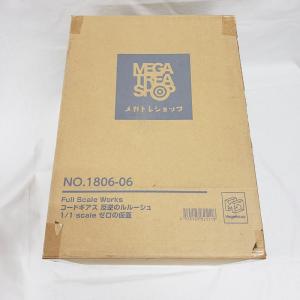 MEGA
TREA
SHOP
メガトレショップ
NO.1806-06
Full Scale Works
コードギアス 反逆のルルーシュ
1/1 scale ゼロの仮面
MegaHouse